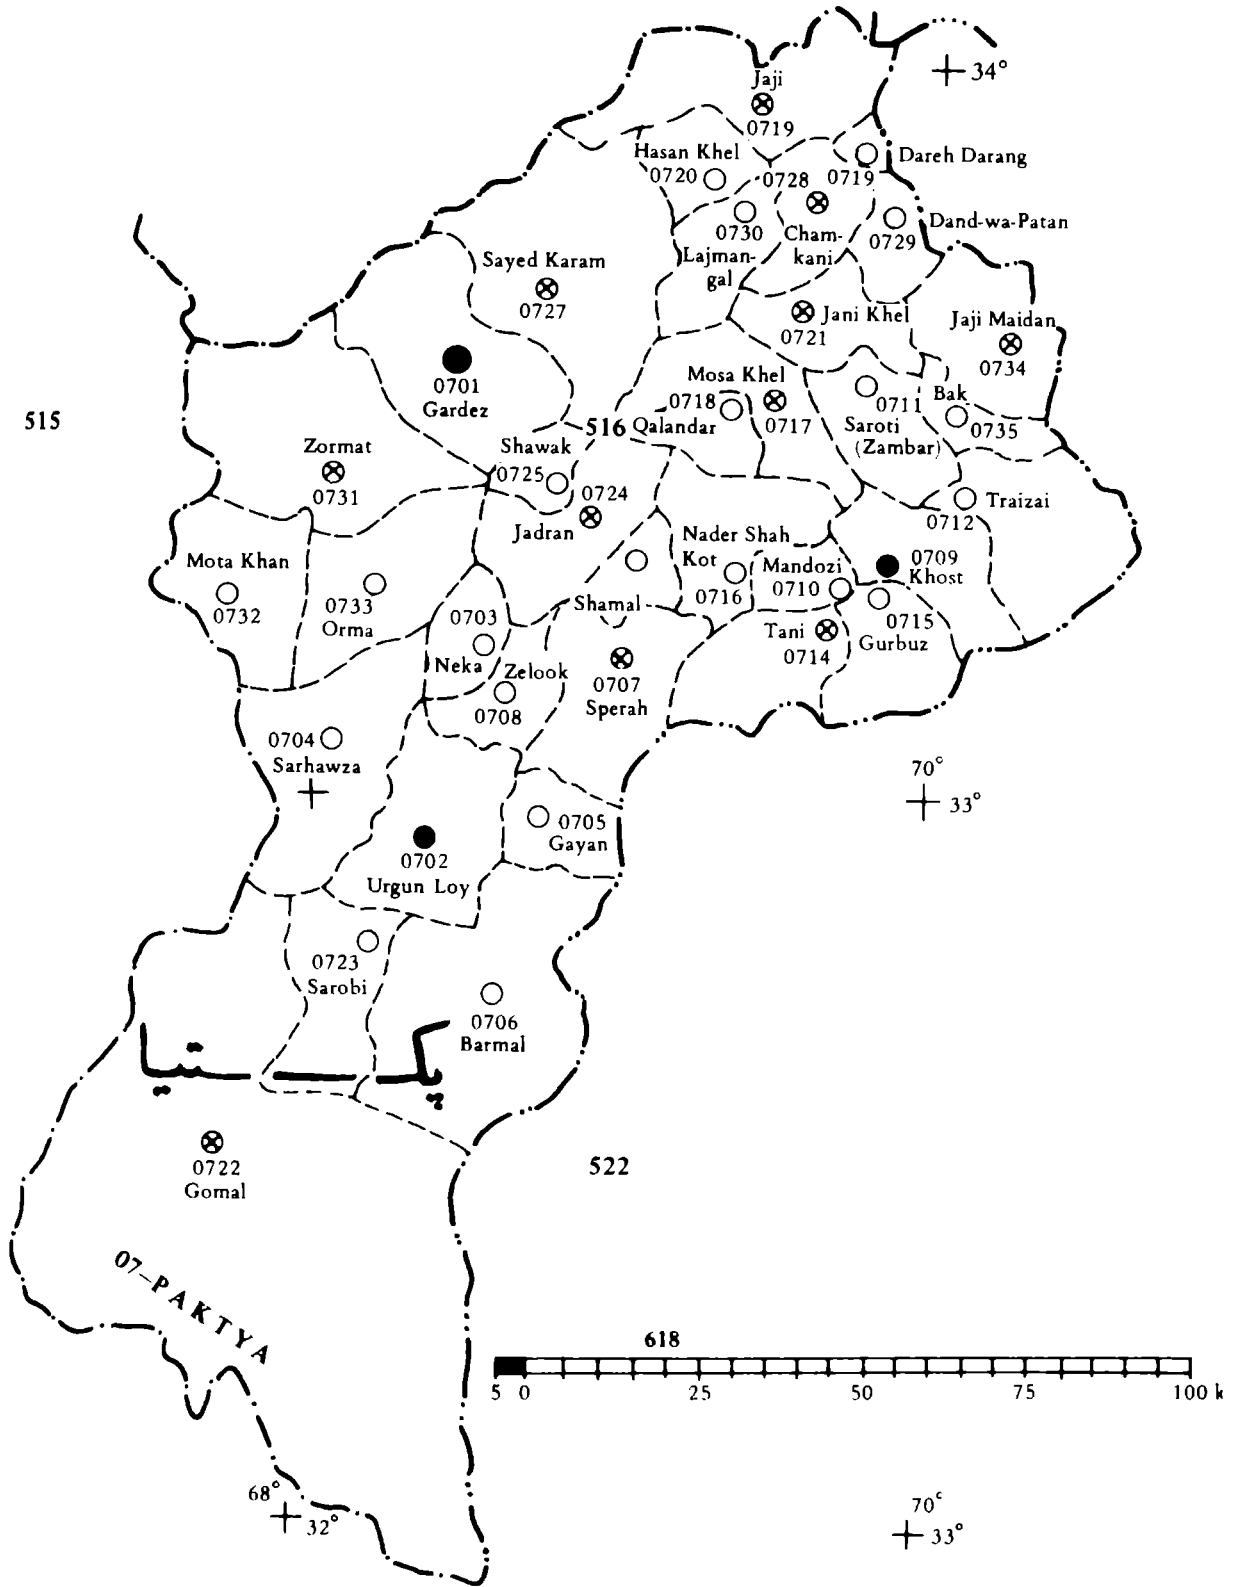 34°
Jaji
0719
Hasan Khel
0720
0728
0719
Dareh Darang
0730
Lajman-
gal
Cham-
kani
0729
Dand-wa-Patan
Sayed Karam
0727
0721
Jani Khel
Jaji Maidan
0734
0701
Gardez
Mosa Khel
0718
0717
Qalandar
0711
Saroti
(Zambar)
Bak
0735
515
516
Zormat
0731
Shawak
0725
0724
Jadran
0712
Traizai
Nader Shah
Kot
0716
Mandozi
0710
0709
Khost
Mota Khan
0732
0733
Orma
0703
Neka
Shamal
Tani
0714
0715
Gurbuz
Zelook
0708
0707
Sperah
0704
Sarhawza
70°
33°
0705
Gayan
0702
Urgun Loy
0723
Sarobi
0706
Barmal
0722
Gomal
522
07-PAKTYA
618
5 0 25 50 75 100 k
68°
32°
70°
33°